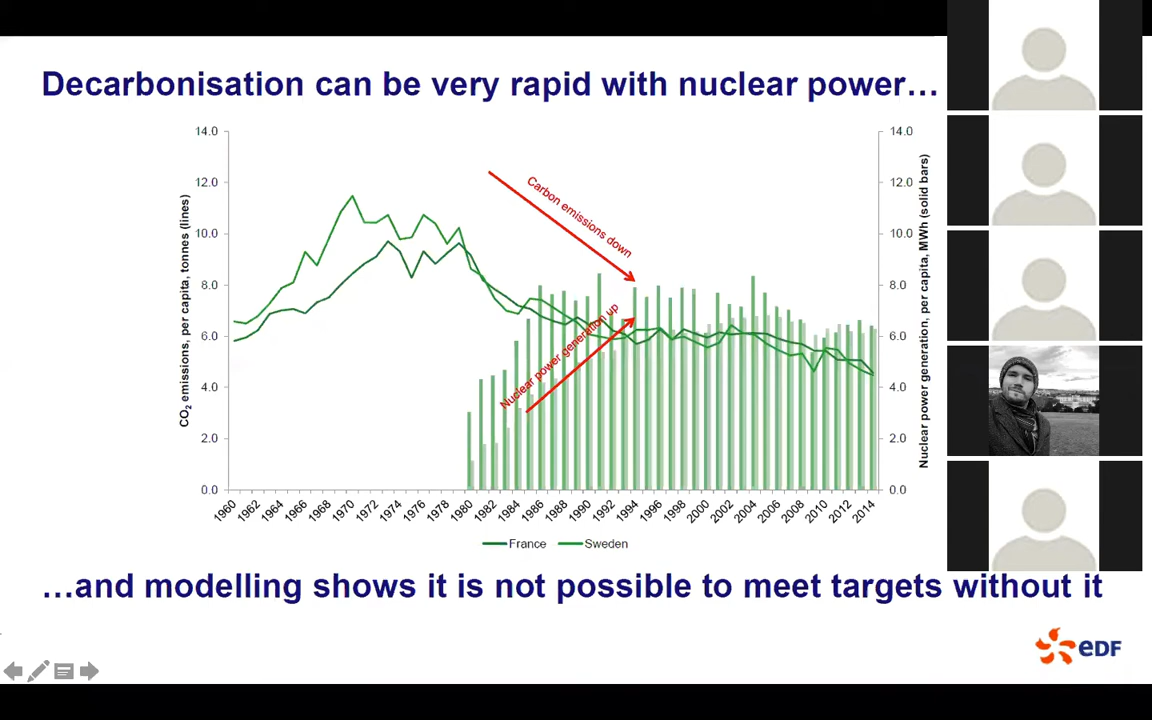 Decarbonisation can be very rapid with nuclear power…
14.0
12.0
10.0
8.0
6.0
4.0
2.0
0.0
CO2 emissions, per capita, tonnes (lines)
Carbon emissions down
Nuclear power generation up
14.0
12.0
10.0
8.0
6.0
4.0
2.0
0.0
Nuclear power generation, per capita, MWh (solid bars)
1960 1962 1964 1966 1968 1970 1972 1974 1976 1978 1980 1982 1984 1986 1988 1990 1992 1994 1996 1998 2000 2002 2004 2006 2008 2010 2012 2014
France Sweden
…and modelling shows it is not possible to meet targets without it
eDF